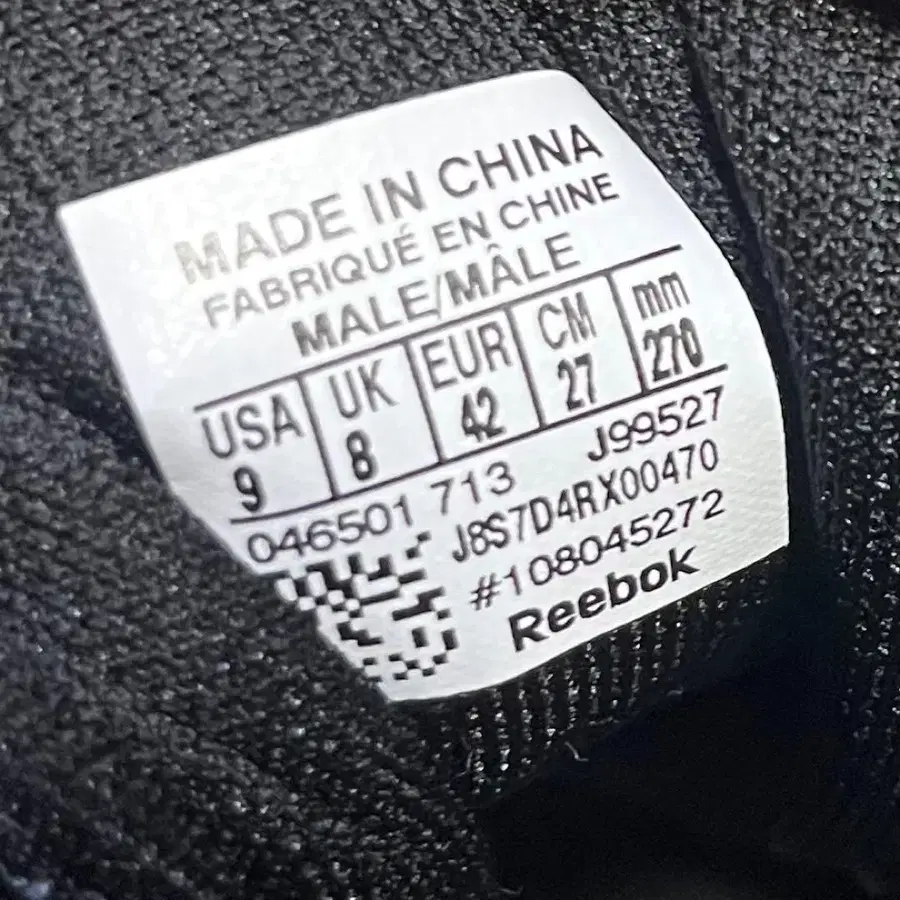 MADE IN CHINA
FABRIQUÉ EN CHINE
MALE/MÂLE
USA UK EUR CM mm
9 8 42 27 270
046501 713 J99527
J8S7D4RX00470
#108045272
Reebok